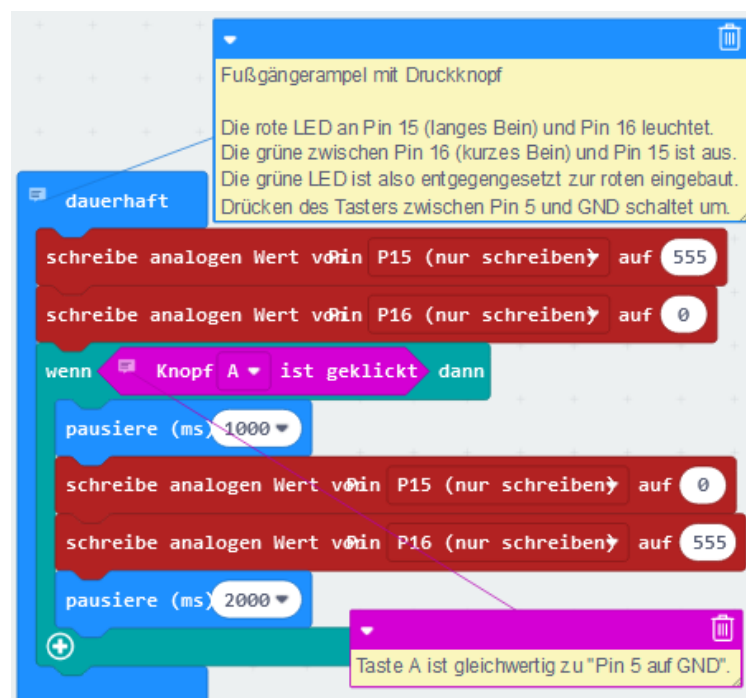 Fußgängerampel mit Druckknopf
Die rote LED an Pin 15 (langes Bein) und Pin 16 leuchtet.
Die grüne zwischen Pin 16 (kurzes Bein) und Pin 15 ist aus.
Die grüne LED ist also entgegengesetzt zur roten eingebaut.
Drücken des Tasters zwischen Pin 5 und GND schaltet um.
dauerhaft
schreibe analogen Wert von Pin P15 (nur schreiben) auf 555
schreibe analogen Wert von Pin P16 (nur schreiben) auf 0
wenn Knopf A ist geklickt dann
pausiere (ms) 1000
schreibe analogen Wert von Pin P15 (nur schreiben) auf 0
schreibe analogen Wert von Pin P16 (nur schreiben) auf 555
pausiere (ms) 2000
Taste A ist gleichwertig zu "Pin 5 auf GND".